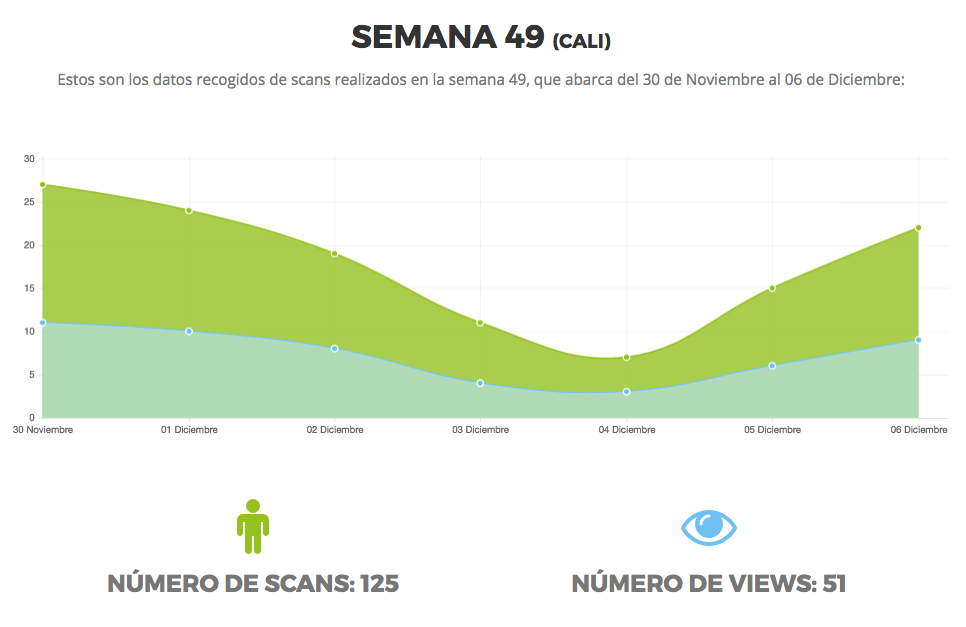 SEMANA 49 (CALI)
Estos son los datos recogidos de scans realizados en la semana 49, que abarca del 30 de Noviembre al 06 de Diciembre:
30
25
20
15
10
5
0
30 Noviembre 01 Diciembre 02 Diciembre 03 Diciembre 04 Diciembre 05 Diciembre 06 Diciembre
NÚMERO DE SCANS: 125 NÚMERO DE VIEWS: 51